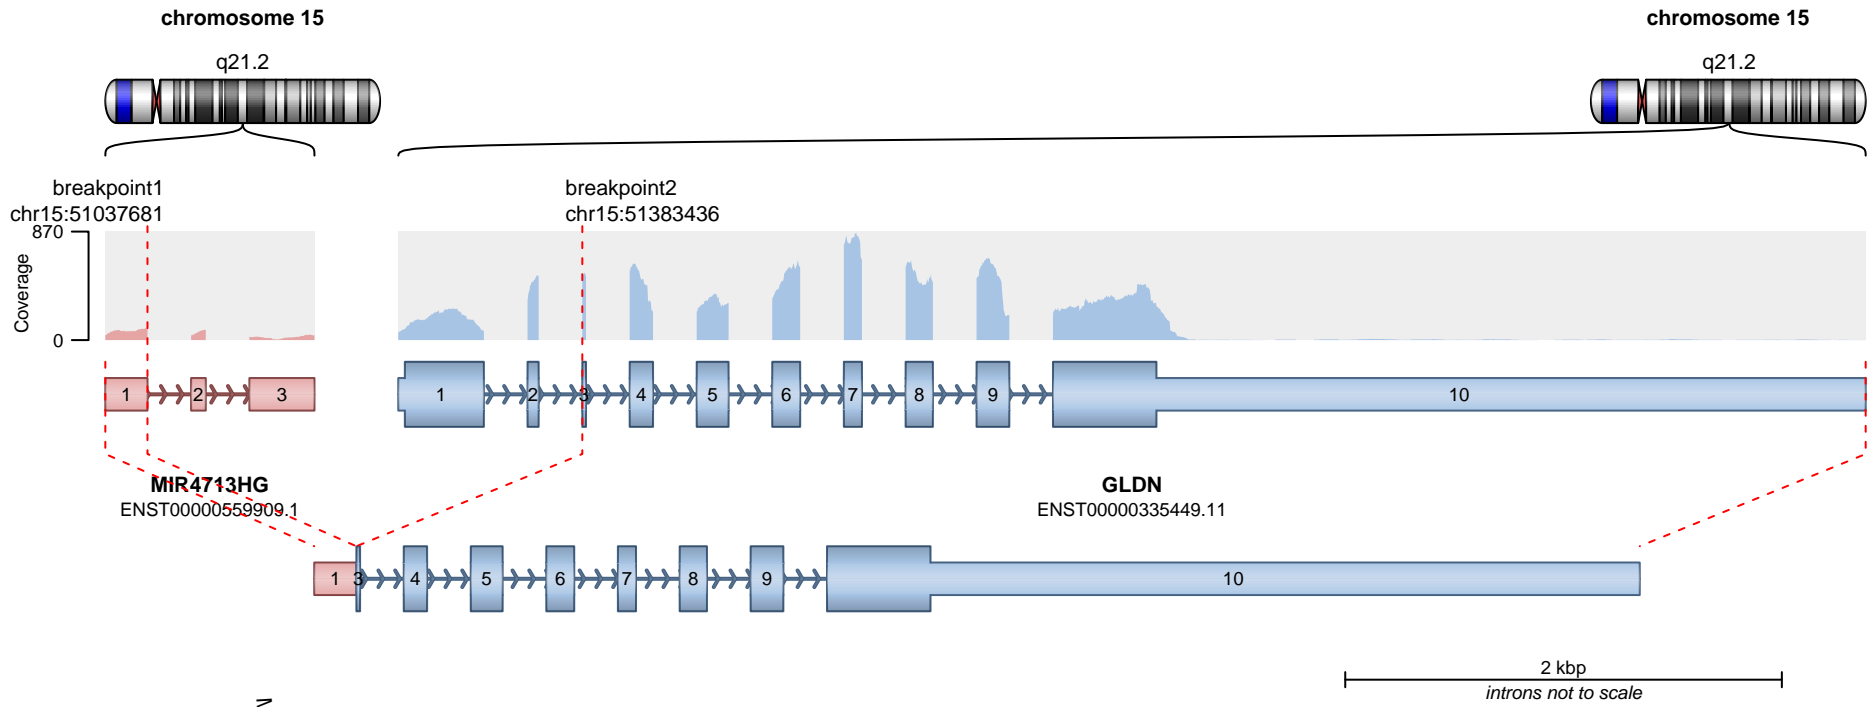 chromosome 15
chromosome 15
q21.2
q21.2
breakpoint1
chr15:51037681
breakpoint2
chr15:51383436
870
Coverage
0
1 2 3
1 2 3 4 5 6 7 8 9 10
MIR4713HG
ENST00000559909.1
GLDN
ENST00000335449.11
1 3 4 5 6 7 8 9 10
2 kbp
introns not to scale